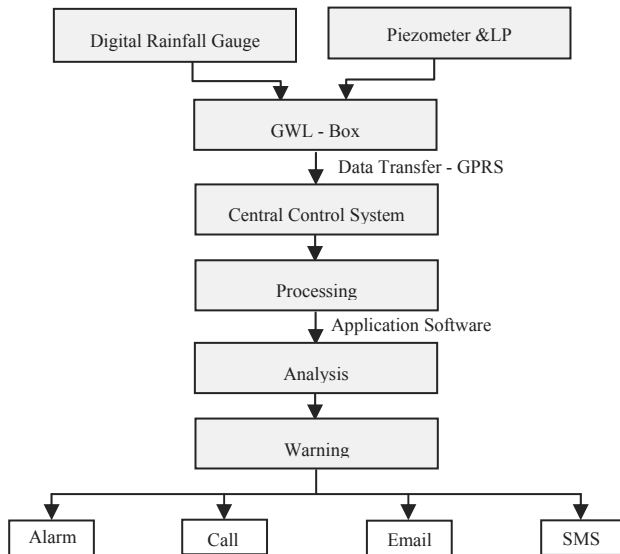 Digital Rainfall Gauge
Piezometer &LP
GWL - Box
Data Transfer - GPRS
Central Control System
Processing
Application Software
Analysis
Warning
Alarm
Call
Email
SMS